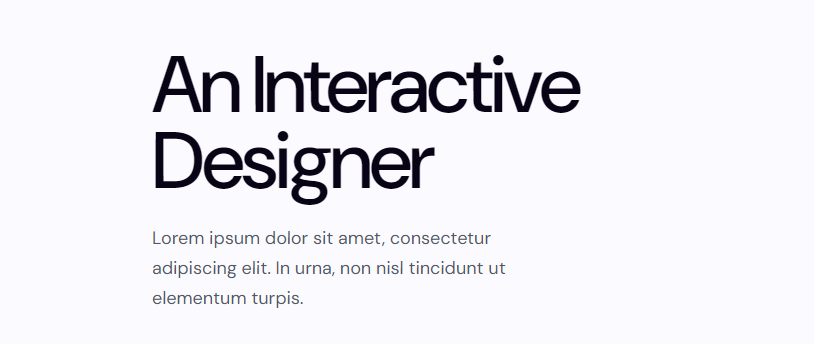 An Interactive
Designer
Lorem ipsum dolor sit amet, consectetur
adipiscing elit. In urna, non nisl tincidunt ut
elementum turpis.